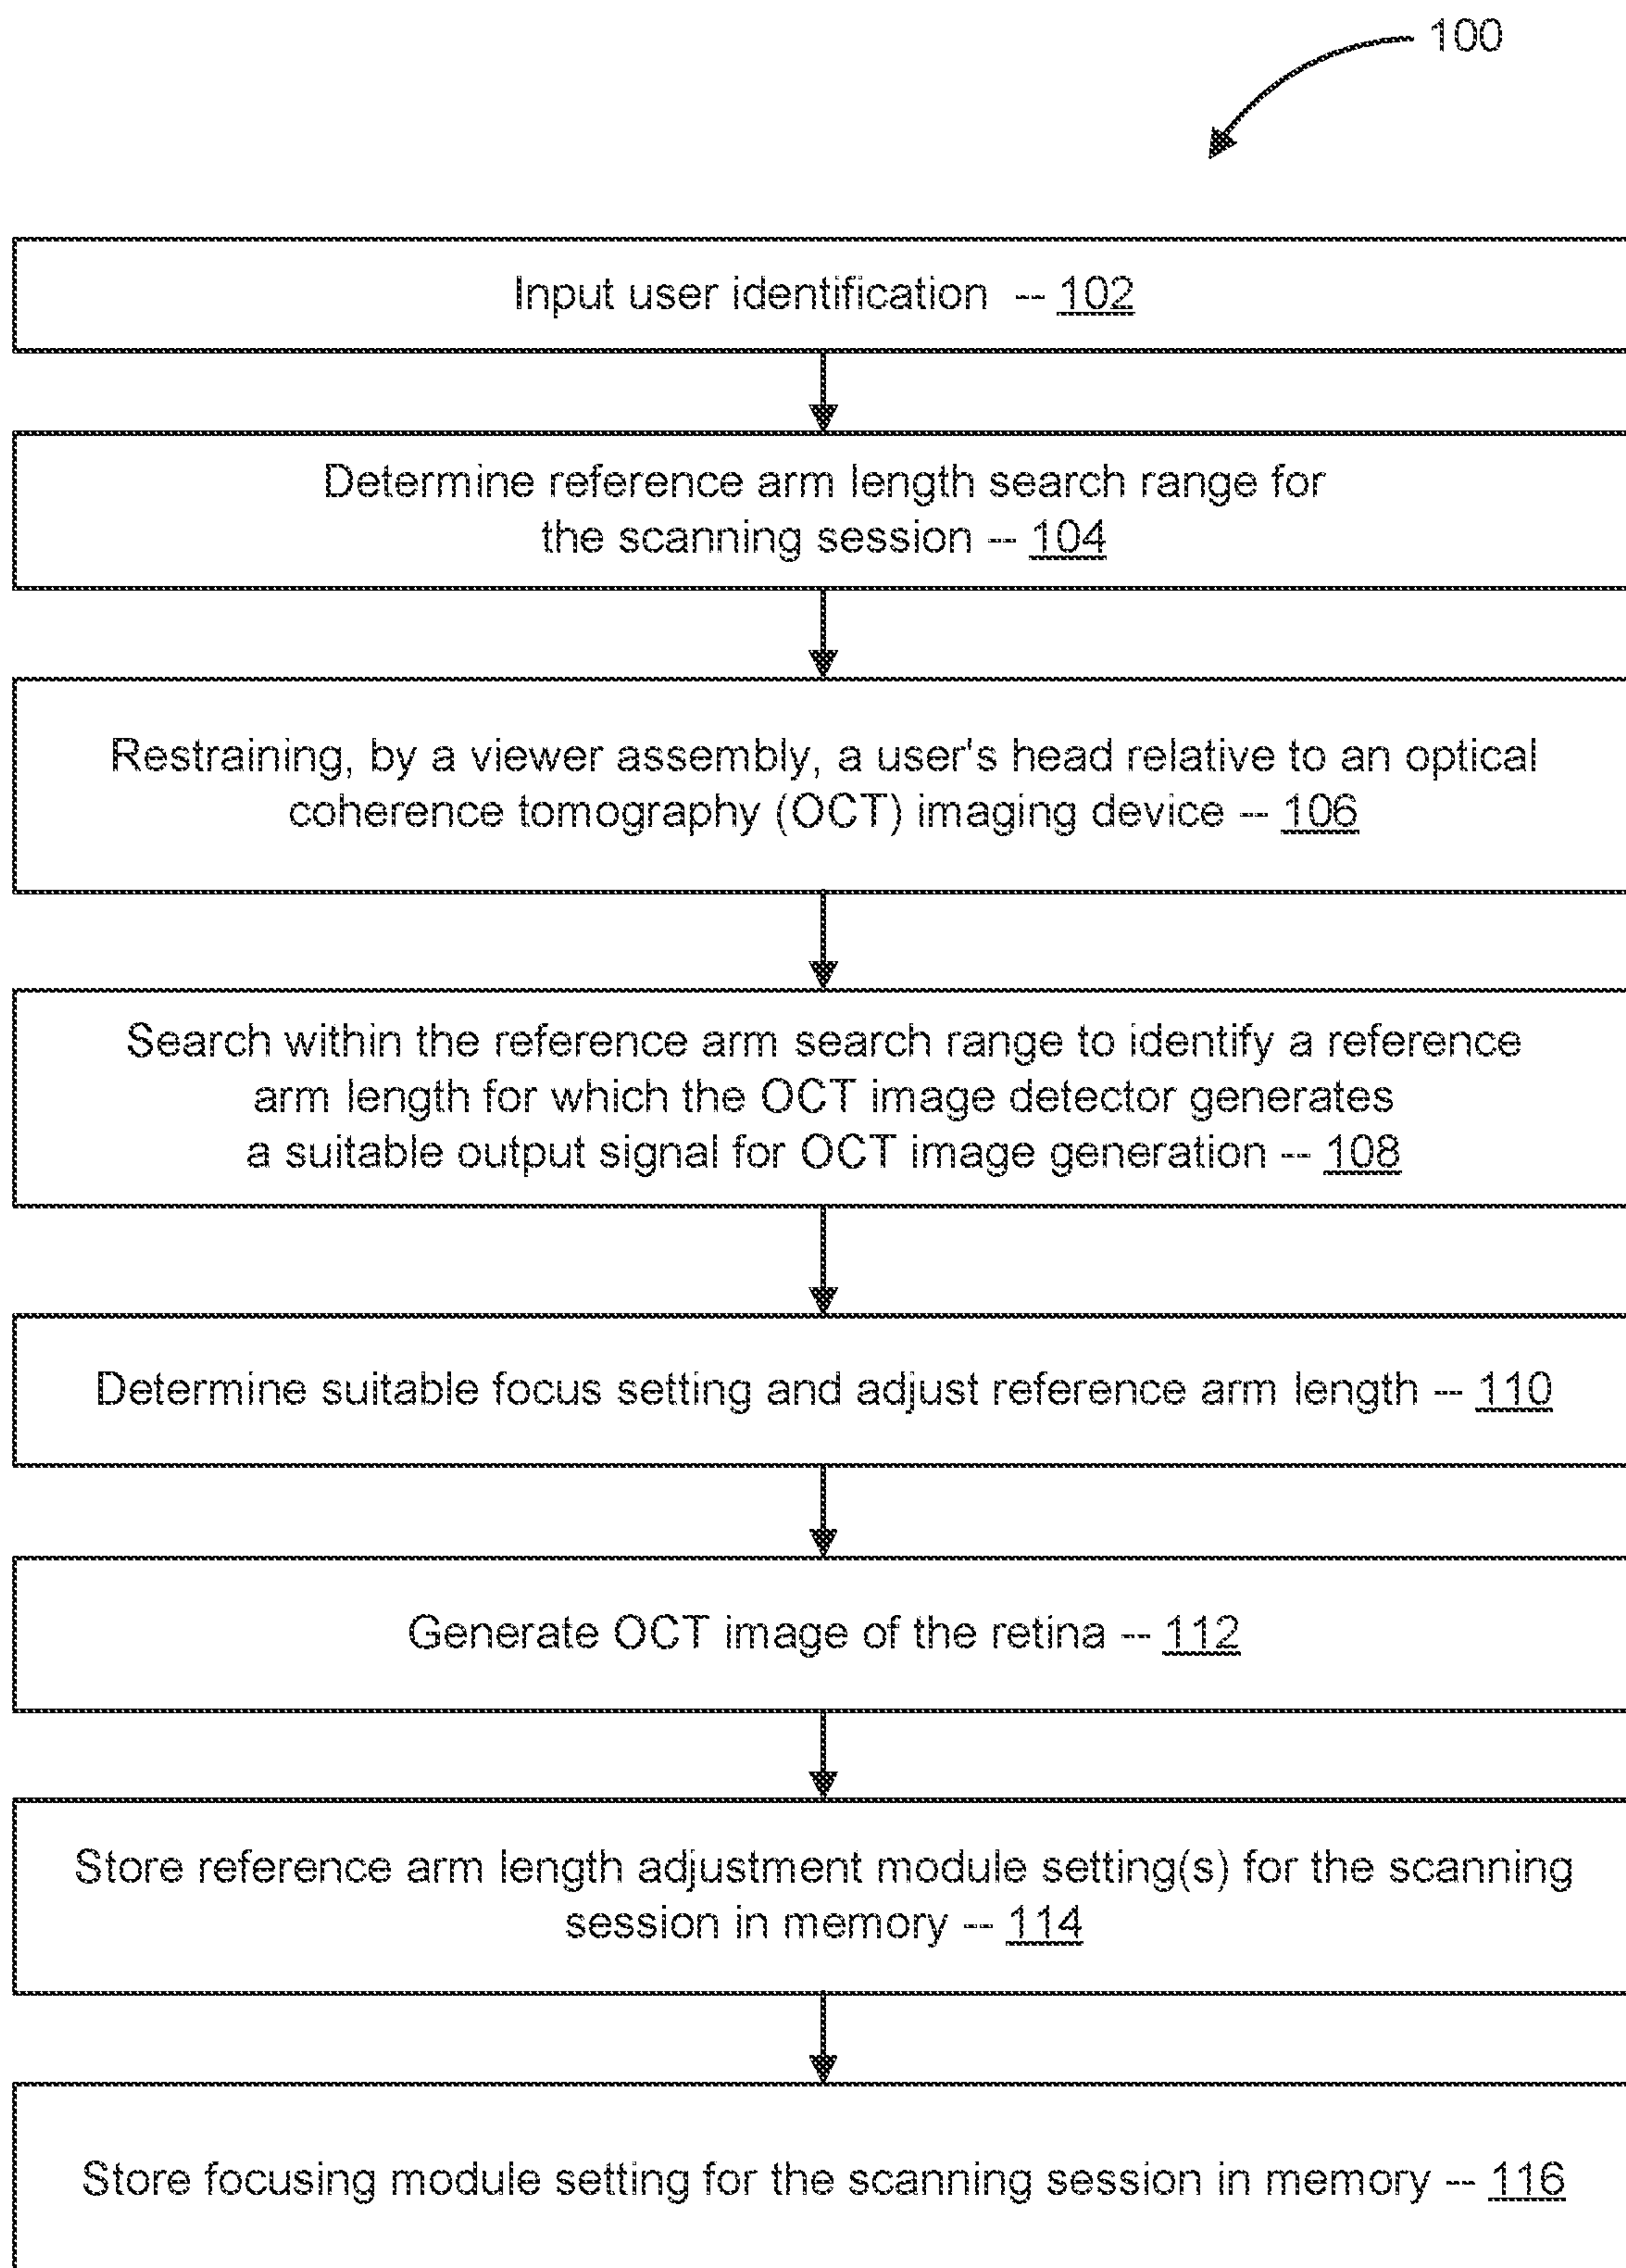 100
Input user identification -- 102
Determine reference arm length search range for
the scanning session -- 104
Restraining, by a viewer assembly, a user's head relative to an optical
coherence tomography (OCT) imaging device -- 106
Search within the reference arm search range to identify a reference
arm length for which the OCT image detector generates
a suitable output signal for OCT image generation -- 108
Determine suitable focus setting and adjust reference arm length -- 110
Generate OCT image of the retina -- 112
Store reference arm length adjustment module setting(s) for the scanning
session in memory -- 114
Store focusing module setting for the scanning session in memory -- 116